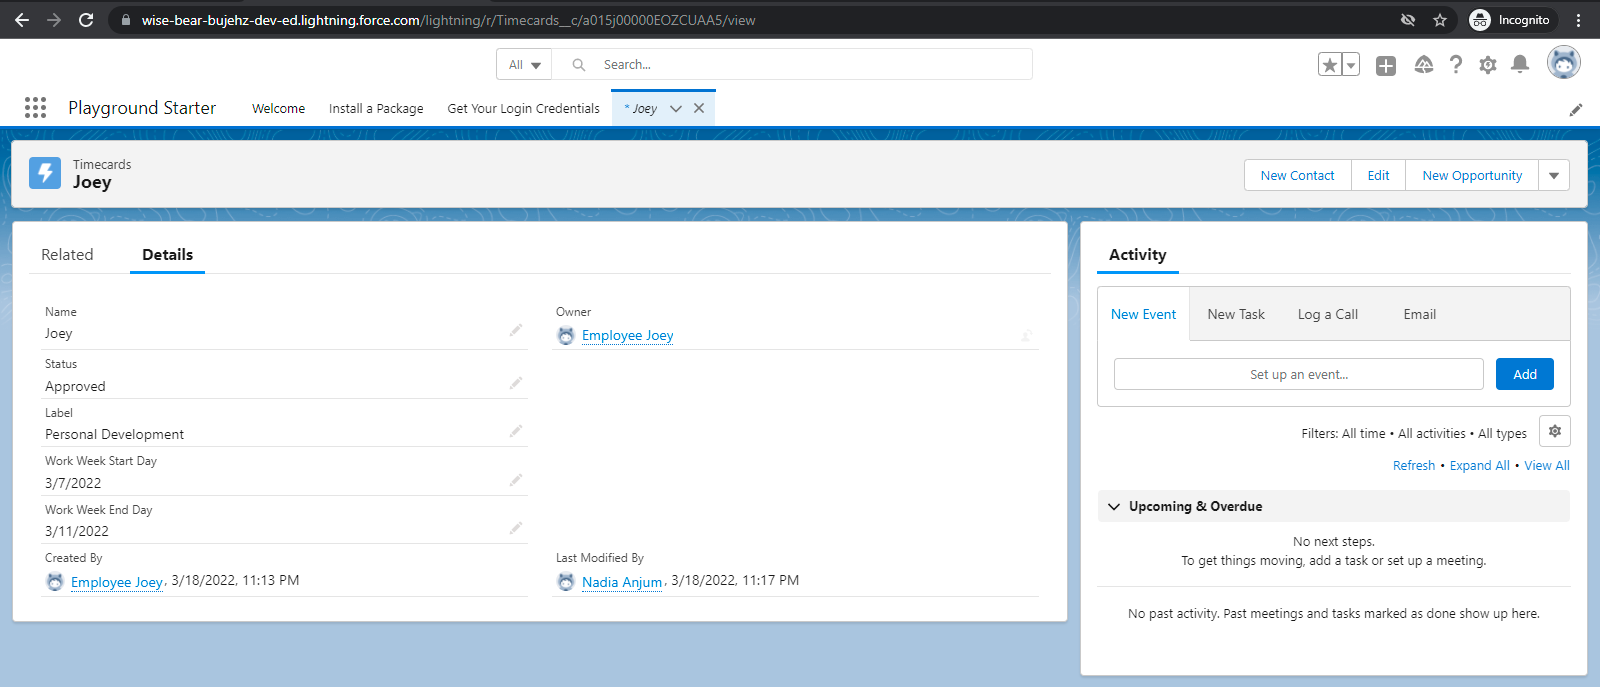 wise-bear-bujehz-dev-ed.lightning.force.com/lightning/r/Timecards__c/a015j00000EOZCUAA5/view
Incognito
All
Search...
Playground Starter
Welcome
Install a Package
Get Your Login Credentials
* Joey
Timecards
Joey
New Contact
Edit
New Opportunity
Related
Details
Name
Joey
Owner
Employee Joey
Status
Approved
Label
Personal Development
Work Week Start Day
3/7/2022
Work Week End Day
3/11/2022
Created By
Employee Joey, 3/18/2022, 11:13 PM
Last Modified By
Nadia Anjum, 3/18/2022, 11:17 PM
Activity
New Event
New Task
Log a Call
Email
Set up an event...
Add
Filters: All time • All activities • All types
Refresh • Expand All • View All
Upcoming & Overdue
No next steps.
To get things moving, add a task or set up a meeting.
No past activity. Past meetings and tasks marked as done show up here.